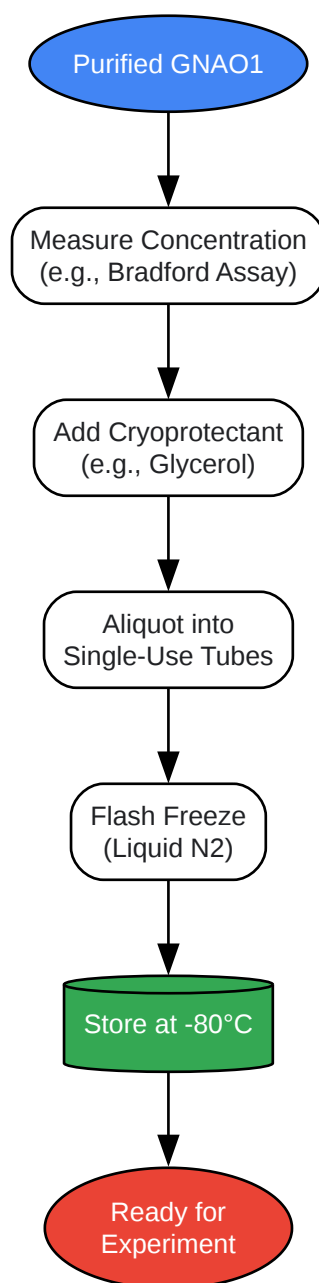 Purified GNAO1
Measure Concentration
(e.g., Bradford Assay)
Add Cryoprotectant
(e.g., Glycerol)
Aliquot into
Single-Use Tubes
Flash Freeze
(Liquid N2)
Store at -80°C
Ready for
Experiment